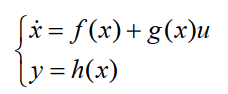 ẋ = f(x) + g(x)u
y = h(x)